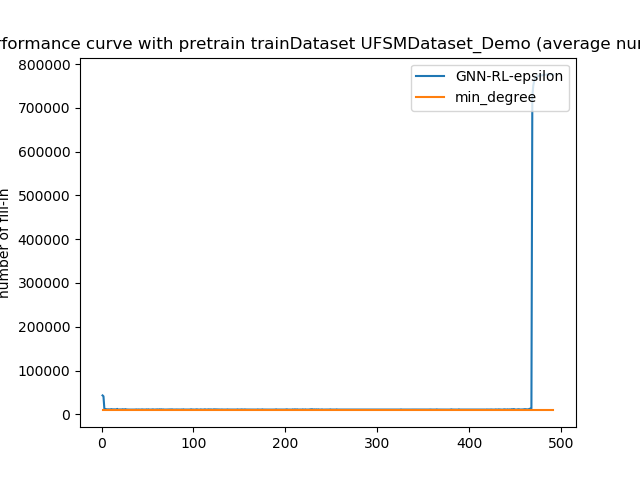 rformance curve with pretrain trainDataset UFSMDataset_Demo (average nu
GNN-RL-epsilon
min_degree
800000
700000
600000
500000
400000
300000
200000
100000
0
number of fill-in
0 100 200 300 400 500